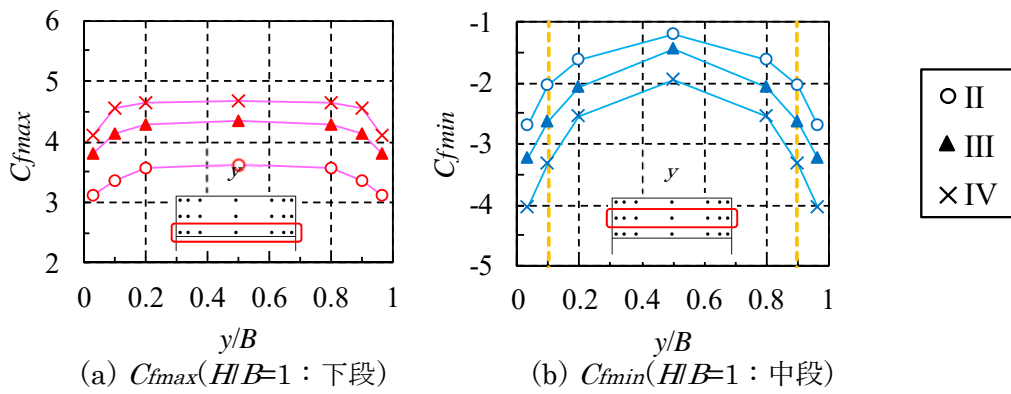 6
5
4
3
2
Cfmax
y
0
0.2
0.4
0.6
0.8
1
y/B
(a) Cfmax(H/B=1：下段)
-1
-2
-3
-4
-5
Cfmin
y
0
0.2
0.4
0.6
0.8
1
y/B
(b) Cfmin(H/B=1：中段)
II
III
IV